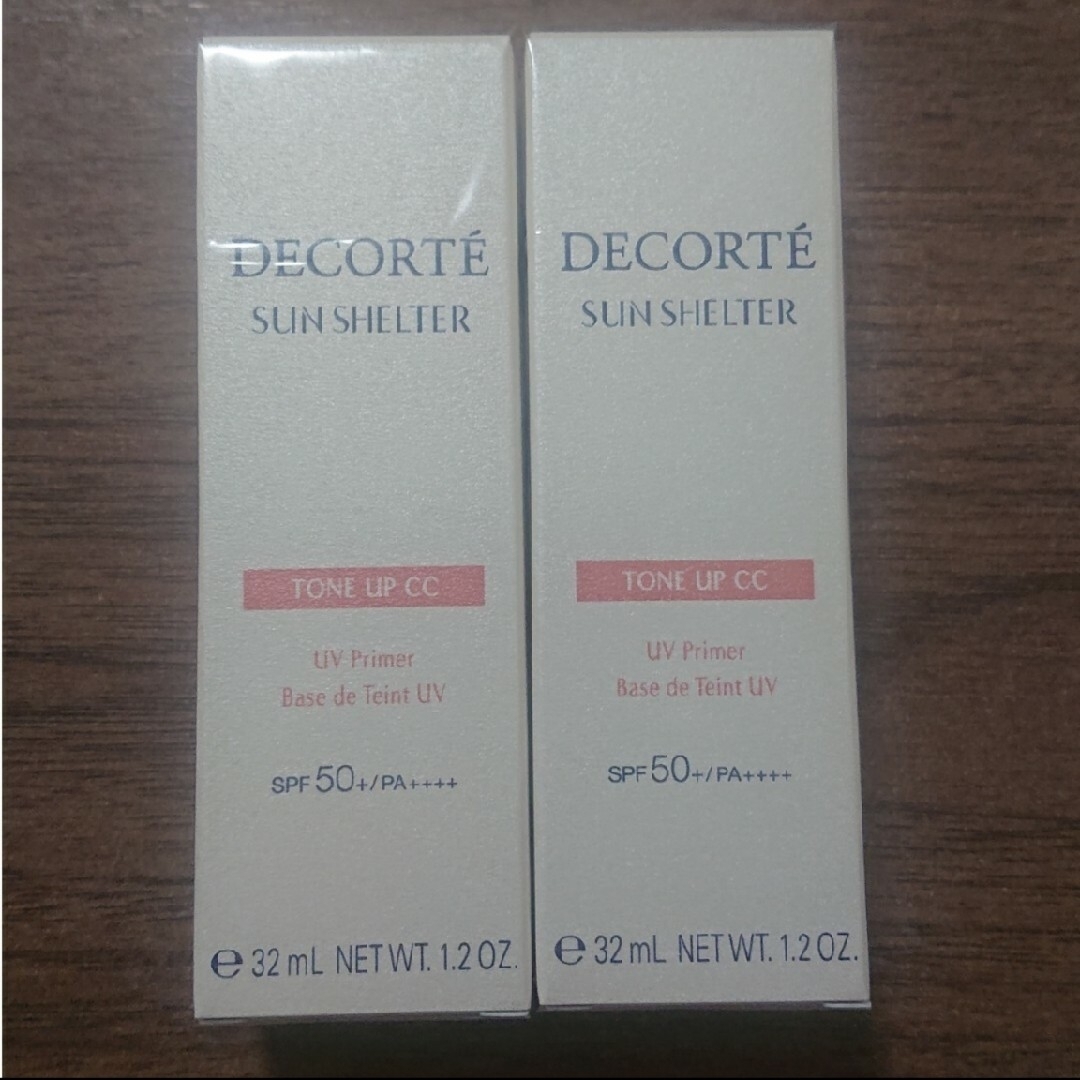 DECORTÉ
SUN SHELTER
TONE UP CC
UV Primer
Base de Teint UV
SPF 50+/PA++++
℮ 32 mL NET WT. 1.2 OZ.
DECORTÉ
SUN SHELTER
TONE UP CC
UV Primer
Base de Teint UV
SPF 50+/PA++++
℮ 32 mL NET WT. 1.2 OZ.